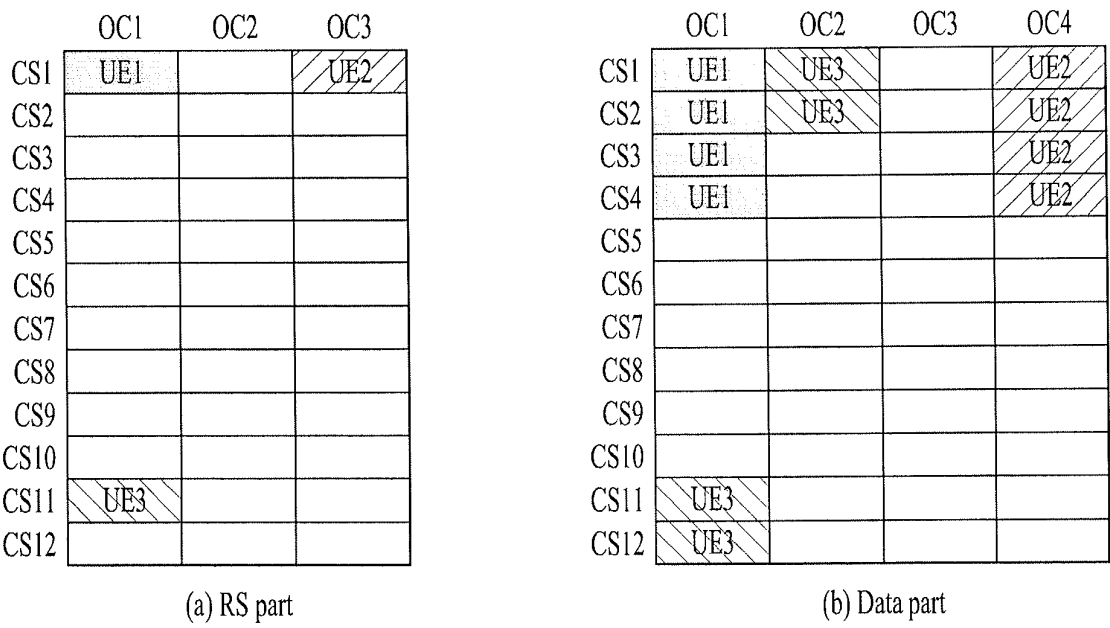 OC1 OC2 OC3
CS1 UE1 UE2
CS2
CS3
CS4
CS5
CS6
CS7
CS8
CS9
CS10
CS11 UE3
CS12
(a) RS part
OC1 OC2 OC3 OC4
CS1 UE1 UE3 UE2
CS2 UE1 UE3 UE2
CS3 UE1 UE2
CS4 UE1 UE2
CS5
CS6
CS7
CS8
CS9
CS10
CS11 UE3
CS12 UE3
(b) Data part